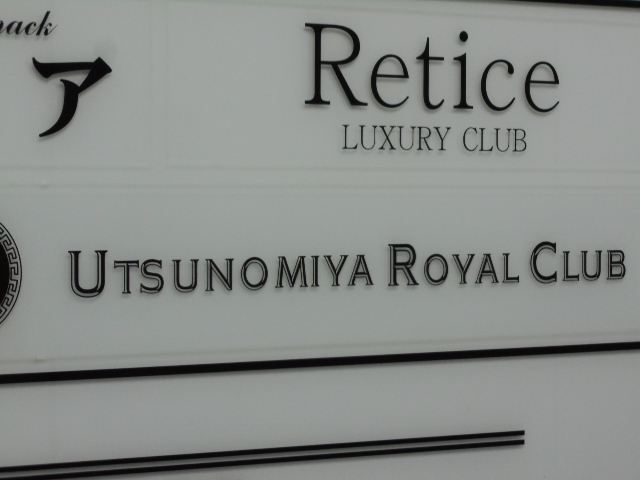 ア
Retice
LUXURY CLUB
UTSUNOMIYA ROYAL CLUB